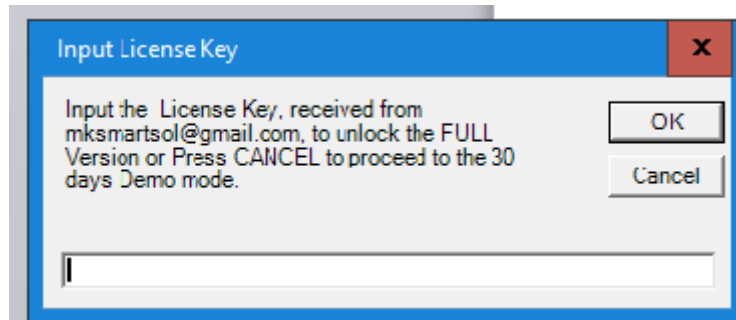 Input License Key
x
Input the License Key, received from
mksmartsol@gmail.com, to unlock the FULL
Version or Press CANCEL to proceed to the 30
days Demo mode.
OK
Cancel